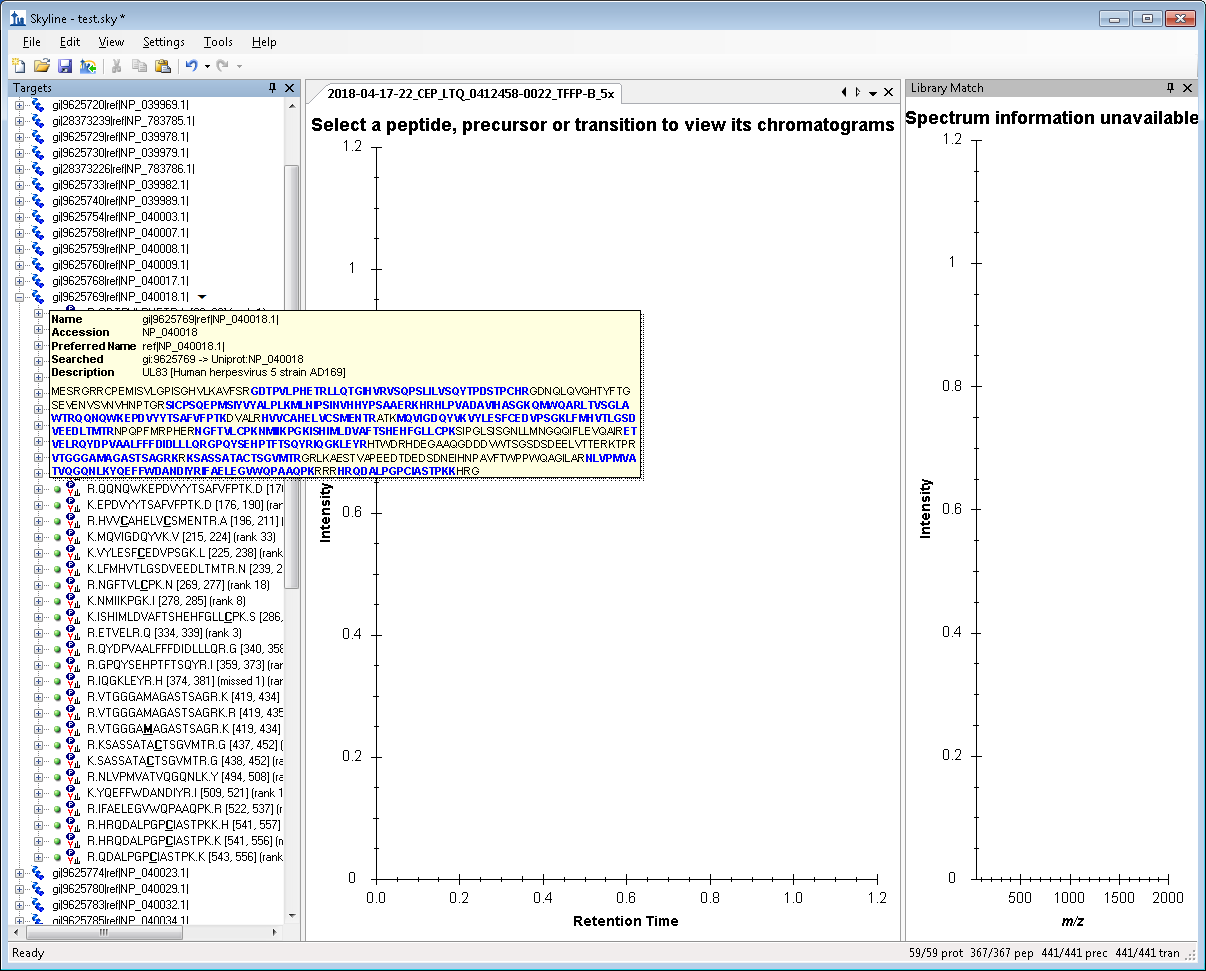 Skyline - test.sky *
File Edit View Settings Tools Help
Targets
gi|9625720|ref|NP_039969.1|
gi|28373239|ref|NP_783785.1|
gi|9625729|ref|NP_039978.1|
gi|9625730|ref|NP_039979.1|
gi|28373226|ref|NP_783786.1|
gi|9625733|ref|NP_039982.1|
gi|9625740|ref|NP_039989.1|
gi|9625754|ref|NP_040003.1|
gi|9625758|ref|NP_040007.1|
gi|9625759|ref|NP_040008.1|
gi|9625760|ref|NP_040009.1|
gi|9625768|ref|NP_040017.1|
gi|9625769|ref|NP_040018.1|
Name gi|9625769|ref|NP_040018.1|
Accession NP_040018
Preferred Name ref|NP_040018.1|
Searched gi:9625769 -> Uniprot:NP_040018
Description UL83 [Human herpesvirus 5 strain AD169]
MESRGRRCPEMISVLGPISGHVLKAVFSRGDTPVLPHETRLLQTGIHVRVSQPSLILVSQYTPDSTPCHRGDNQLQVQHTYFTG
SEVENVSVNVHNPTGRSICPSQEPMSIYVYALPLKMLNIPSINVHHYPSAAERKHRHLPVADAVIHASGKQMWQARLTVSGLA
WTRQQNQWKEPDVYYTSAFVFPTKDVALRHVVCAHELVCSMENTRATKMQVIGDQYVKVYLESFCEDVPSGKLFMHVTLGSD
VEEDLTMTRNPQPFMRPHERNGFTVLCPKNMIIKPGKISHIMLDVAFTSHEHFGLLCPKSIPGLSISGNLLMNGQQIFLEVQAIRET
VELRQYDPVAALFFFDIDLLLQRGPQYSEHPTFTSQYRIQGKLEYRHTWDRHDEGAAQGDDDVWTSGSDSDEELVTTERKTPR
VTGGGAMAGASTSAGRKRKSASSATACTSGVMTRGRLKAESTVAPEEDTDEDSDNEIHNPAVFTWPPWQAGILARNLVPMVA
TVQGQNLKYQEFFWDANDIYRIFAELEGVWQPAAQPKRRRHRQDALPGPCIASTPKKHRG
R.QQNQWKEPDVYYTSAFVFPTK.D [17
K.EPDVYYTSAFVFPTK.D [176, 190] (ran
R.HVVCAHELVCSMENTR.A [196, 211] (
K.MQVIGDQYVK.V [215, 224] (rank 33)
K.VYLESFCEDVPSGK.L [225, 238] (rank
K.LFMHVTLGSDVEEDLTMTR.N [239, 2
R.NGFTVLCPK.N [269, 277] (rank 18)
K.NMIIKPGK.I [278, 285] (rank 8)
K.ISHIMLDVAFTSHEHFGLLCPK.S [286,
R.ETVELR.Q [334, 339] (rank 3)
R.QYDPVAALFFFDIDLLLQR.G [340, 358
R.GPQYSEHPTFTSQYR.I [359, 373] (ran
R.IQGKLEYR.H [374, 381] (missed 1) (ran
R.VTGGGAMAGASTSAGR.K [419, 434]
R.VTGGGAMAGASTSAGRK.R [419, 435
R.VTGGGAMAGASTSAGR.K [419, 434]
R.KSASSATACTSGVMTR.G [437, 452] (
K.SASSATACTSGVMTR.G [438, 452] (r
R.NLVPMVATVQGQNLK.Y [494, 508] (ra
K.YQEFFWDANDIYR.I [509, 521] (rank 1
R.IFAELEGVWQPAAQPK.R [522, 537] (r
R.HRQDALPGPCIASTPKK.H [541, 557]
R.HRQDALPGPCIASTPK.K [541, 556] (m
R.QDALPGPCIASTPK.K [543, 556] (rank
gi|9625774|ref|NP_040023.1|
gi|9625780|ref|NP_040029.1|
gi|9625783|ref|NP_040032.1|
gi|9625785|ref|NP_040034.1|
2018-04-17-22_CEP_LTQ_0412458-0022_TFFP-B_5x
Select a peptide, precursor or transition to view its chromatograms
1.2
1
0.6
0.4
0.2
0
Intensity
0.0 0.2 0.4 0.6 0.8 1.0 1.2
Retention Time
Library Match
Spectrum information unavailable
1.2
1
0.8
0.6
0.4
0.2
0
Intensity
500 1000 1500 2000
m/z
Ready
59/59 prot 367/367 pep 441/441 prec 441/441 tran